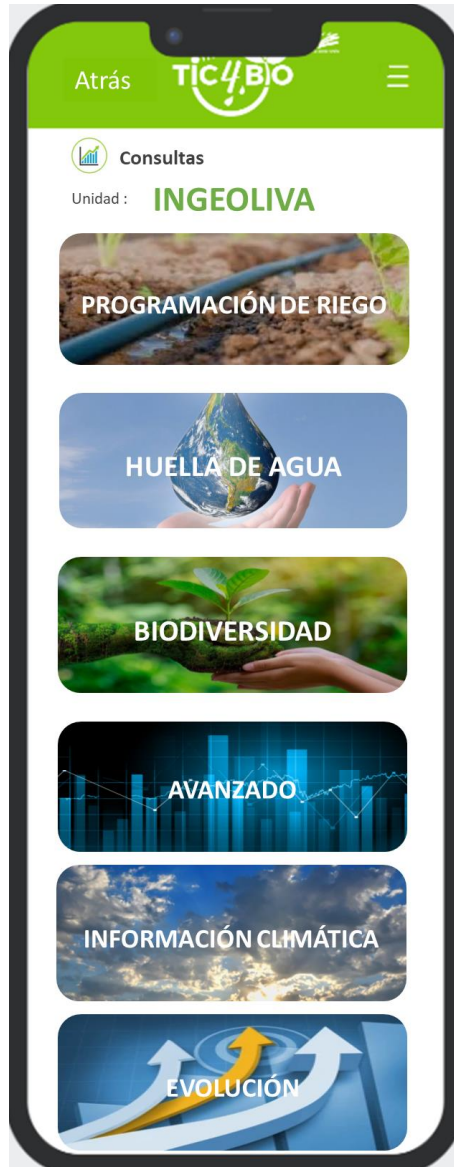 Atrás
TIC4BIO
Consultas
Unidad :
INGEOLIVA
PROGRAMACIÓN DE RIEGO
HUELLA DE AGUA
BIODIVERSIDAD
AVANZADO
INFORMACIÓN CLIMÁTICA
EVOLUCIÓN